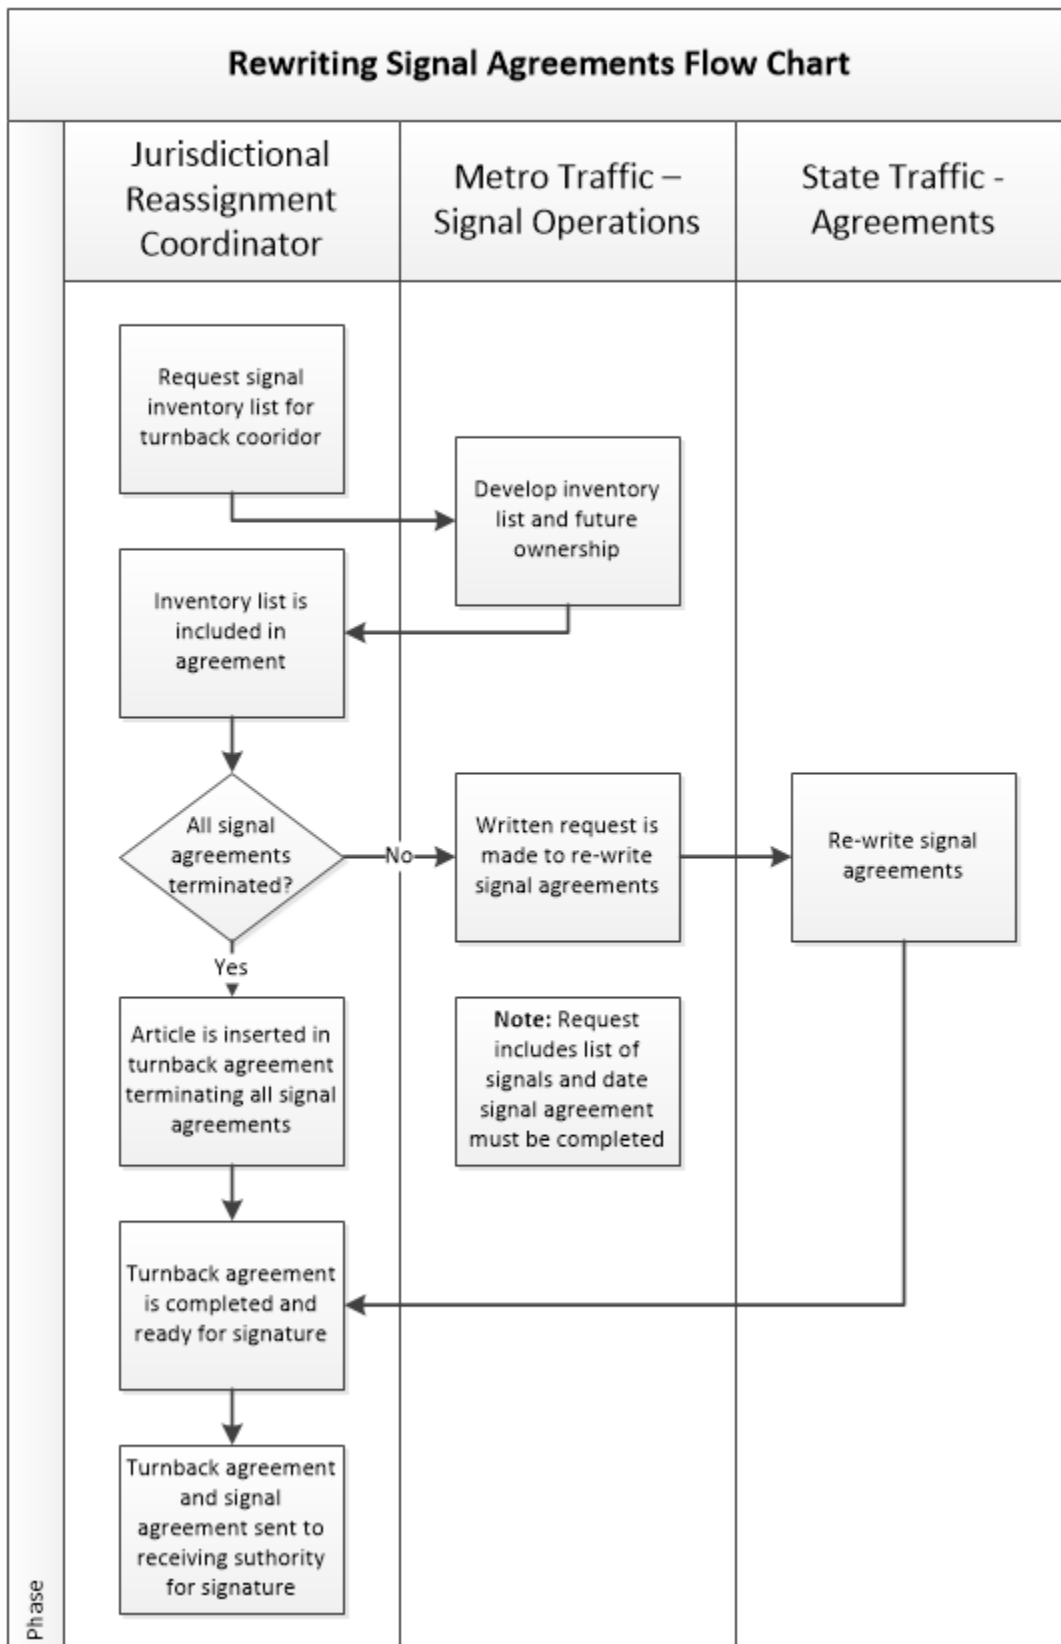 Rewriting Signal Agreements Flow Chart
Jurisdictional
Reassignment
Coordinator
Metro Traffic –
Signal Operations
State Traffic -
Agreements
Request signal
inventory list for
turnback cooridor
Develop inventory
list and future
ownership
Inventory list is
included in
agreement
All signal
agreements
terminated?
No
Written request is
made to re-write
signal agreements
Re-write signal
agreements
Yes
Article is inserted in
turnback agreement
terminating all signal
agreements
Note: Request
includes list of
signals and date
signal agreement
must be completed
Turnback agreement
is completed and
ready for signature
Turnback agreement
and signal
agreement sent to
receiving suthority
for signature
Phase